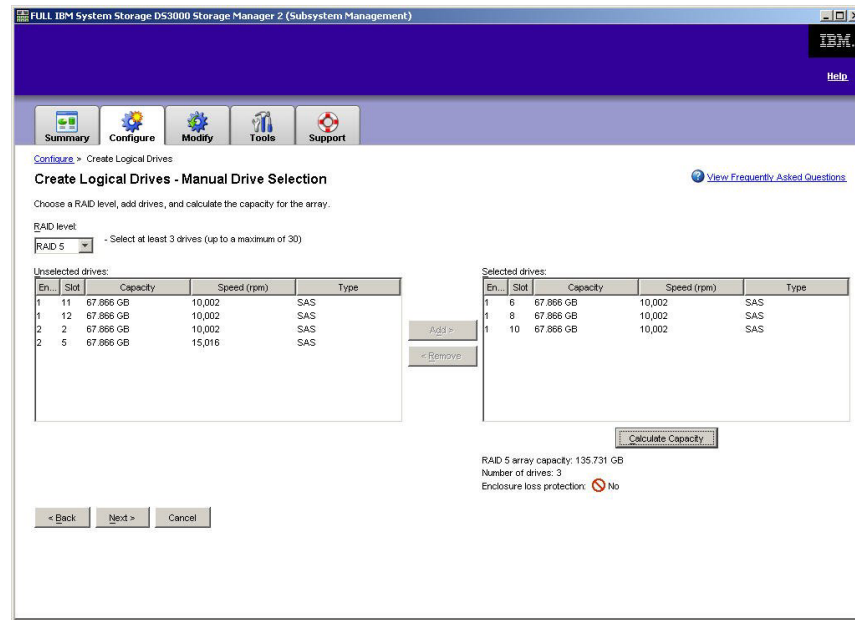 FULL IBM System Storage DS3000 Storage Manager 2 (Subsystem Management)
IBM.
Help
Summary Configure Modify Tools Support
Configure > Create Logical Drives
Create Logical Drives - Manual Drive Selection
View Frequently Asked Questions
Choose a RAID level, add drives, and calculate the capacity for the array.
RAID level:
RAID 5 - Select at least 3 drives (up to a maximum of 30)
Unselected drives:
En... Slot Capacity Speed (rpm) Type
1 11 67.866 GB 10,002 SAS
1 12 67.866 GB 10,002 SAS
2 2 67.866 GB 10,002 SAS
2 5 67.866 GB 15,016 SAS
Add >
< Remove
Selected drives:
En... Slot Capacity Speed (rpm) Type
1 6 67.866 GB 10,002 SAS
1 8 67.866 GB 10,002 SAS
1 10 67.866 GB 10,002 SAS
Calculate Capacity
RAID 5 array capacity: 135.731 GB
Number of drives: 3
Enclosure loss protection: No
< Back Next > Cancel